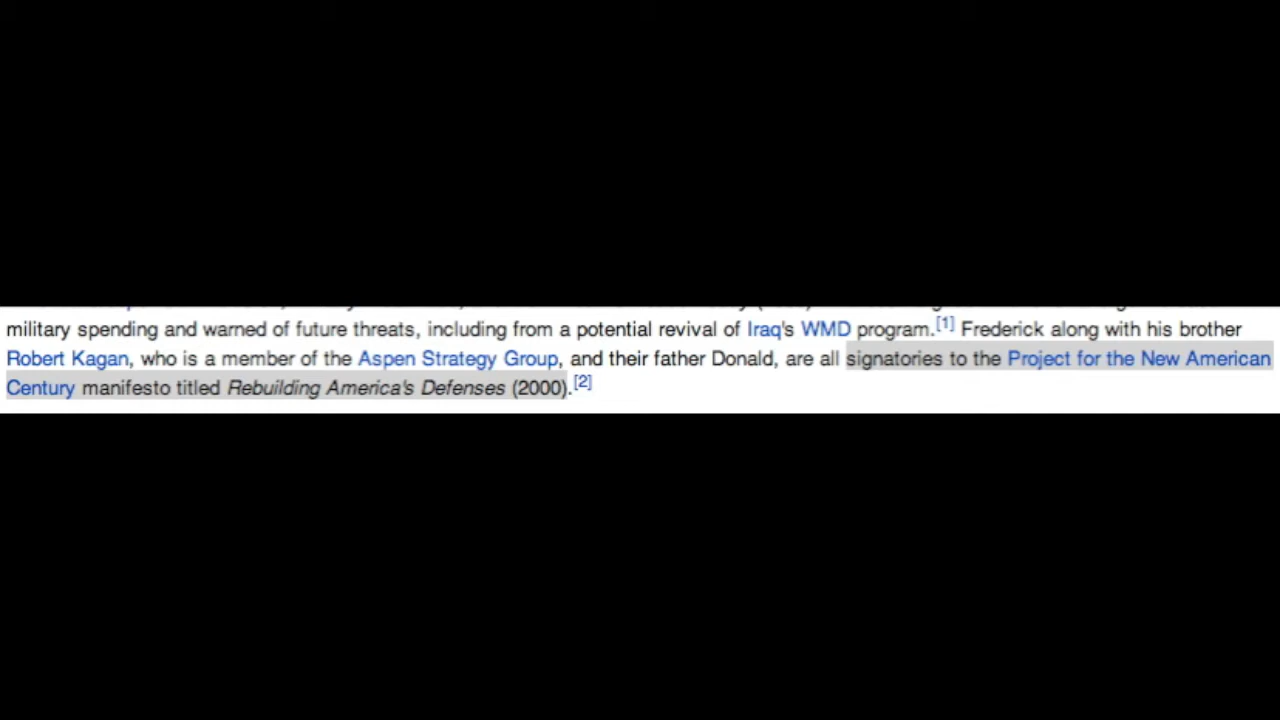 military spending and warned of future threats, including from a potential revival of Iraq's WMD program.[1] Frederick along with his brother
Robert Kagan, who is a member of the Aspen Strategy Group, and their father Donald, are all signatories to the Project for the New American
Century manifesto titled Rebuilding America's Defenses (2000).[2]